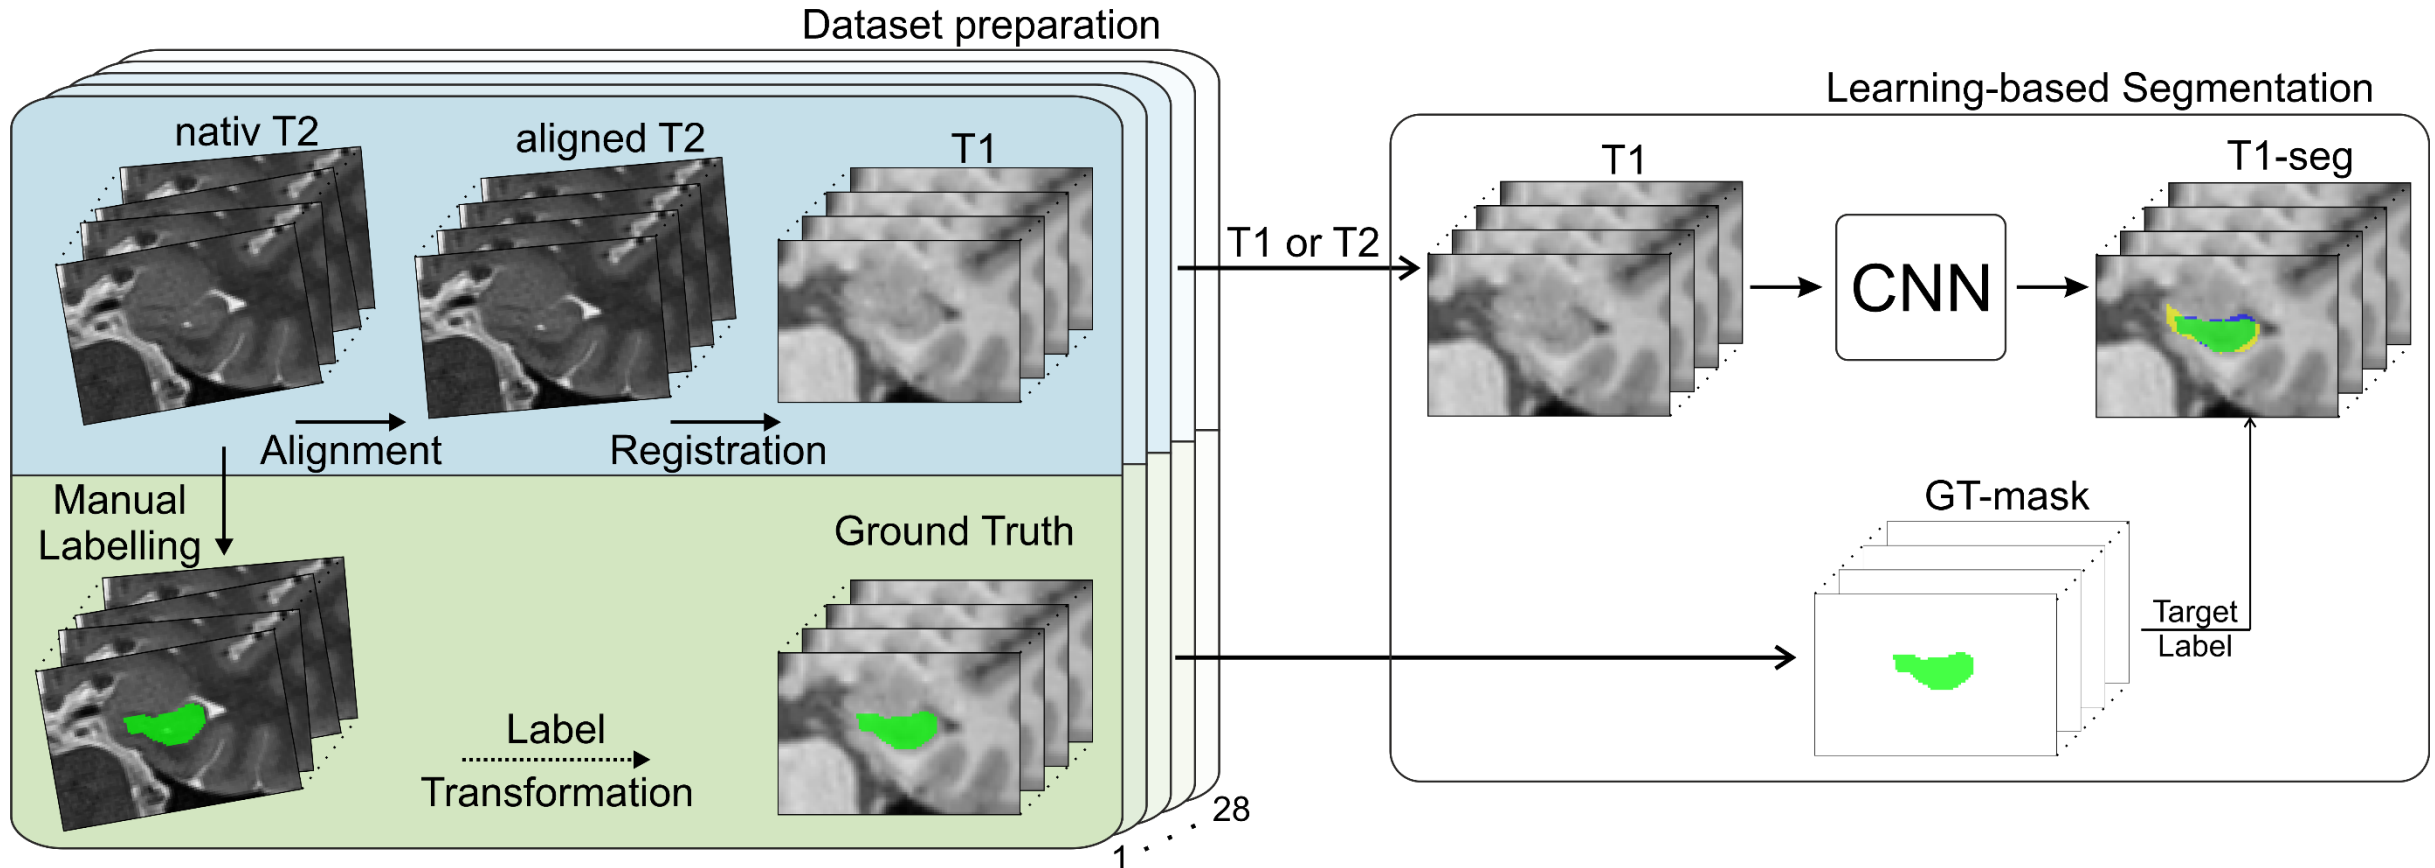 Dataset preparation
nativ T2
aligned T2
T1
Alignment
Registration
Manual
Labelling
Ground Truth
Label
Transformation
1
28
T1 or T2
Learning-based Segmentation
T1
CNN
T1-seg
GT-mask
Target
Label